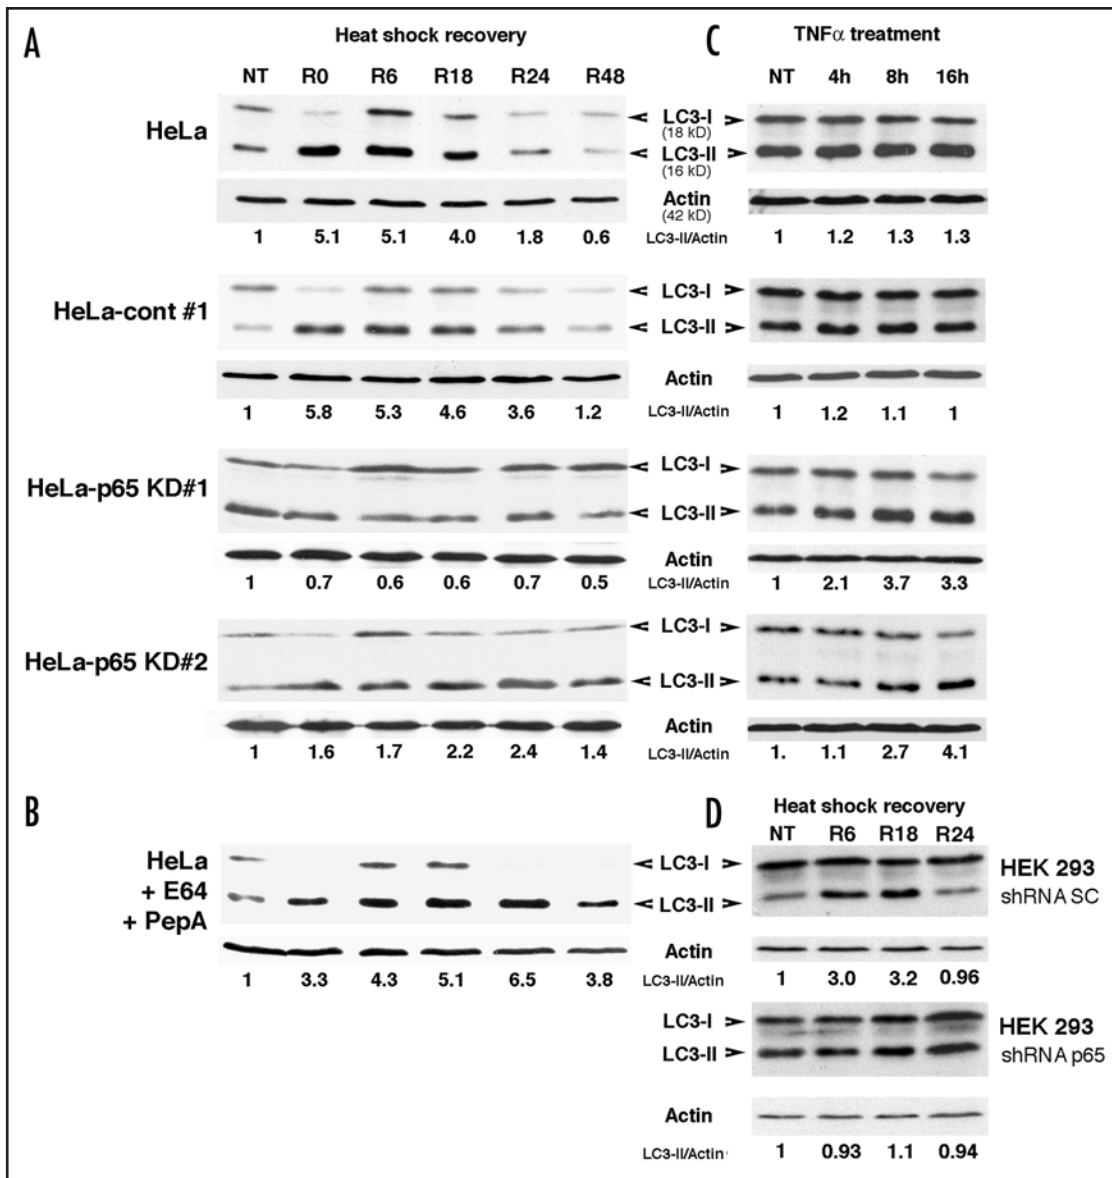 A
Heat shock recovery
NT R0 R6 R18 R24 R48
HeLa
LC3-I
(18 kD)
LC3-II
(16 kD)
Actin
(42 kD)
1 5.1 5.1 4.0 1.8 0.6 LC3-II/Actin
HeLa-cont #1
LC3-I
LC3-II
Actin
1 5.8 5.3 4.6 3.6 1.2 LC3-II/Actin
HeLa-p65 KD#1
LC3-I
LC3-II
Actin
1 0.7 0.6 0.6 0.7 0.5 LC3-II/Actin
HeLa-p65 KD#2
LC3-I
LC3-II
Actin
1 1.6 1.7 2.2 2.4 1.4 LC3-II/Actin
C
TNFα treatment
NT 4h 8h 16h
1 1.2 1.3 1.3
1 1.2 1.1 1
1 2.1 3.7 3.3
1. 1.1 2.7 4.1
B
HeLa
+ E64
+ PepA
LC3-I
LC3-II
Actin
1 3.3 4.3 5.1 6.5 3.8 LC3-II/Actin
D
Heat shock recovery
NT R6 R18 R24
HEK 293
shRNA SC
1 3.0 3.2 0.96
LC3-I
LC3-II
HEK 293
shRNA p65
Actin
LC3-II/Actin 1 0.93 1.1 0.94